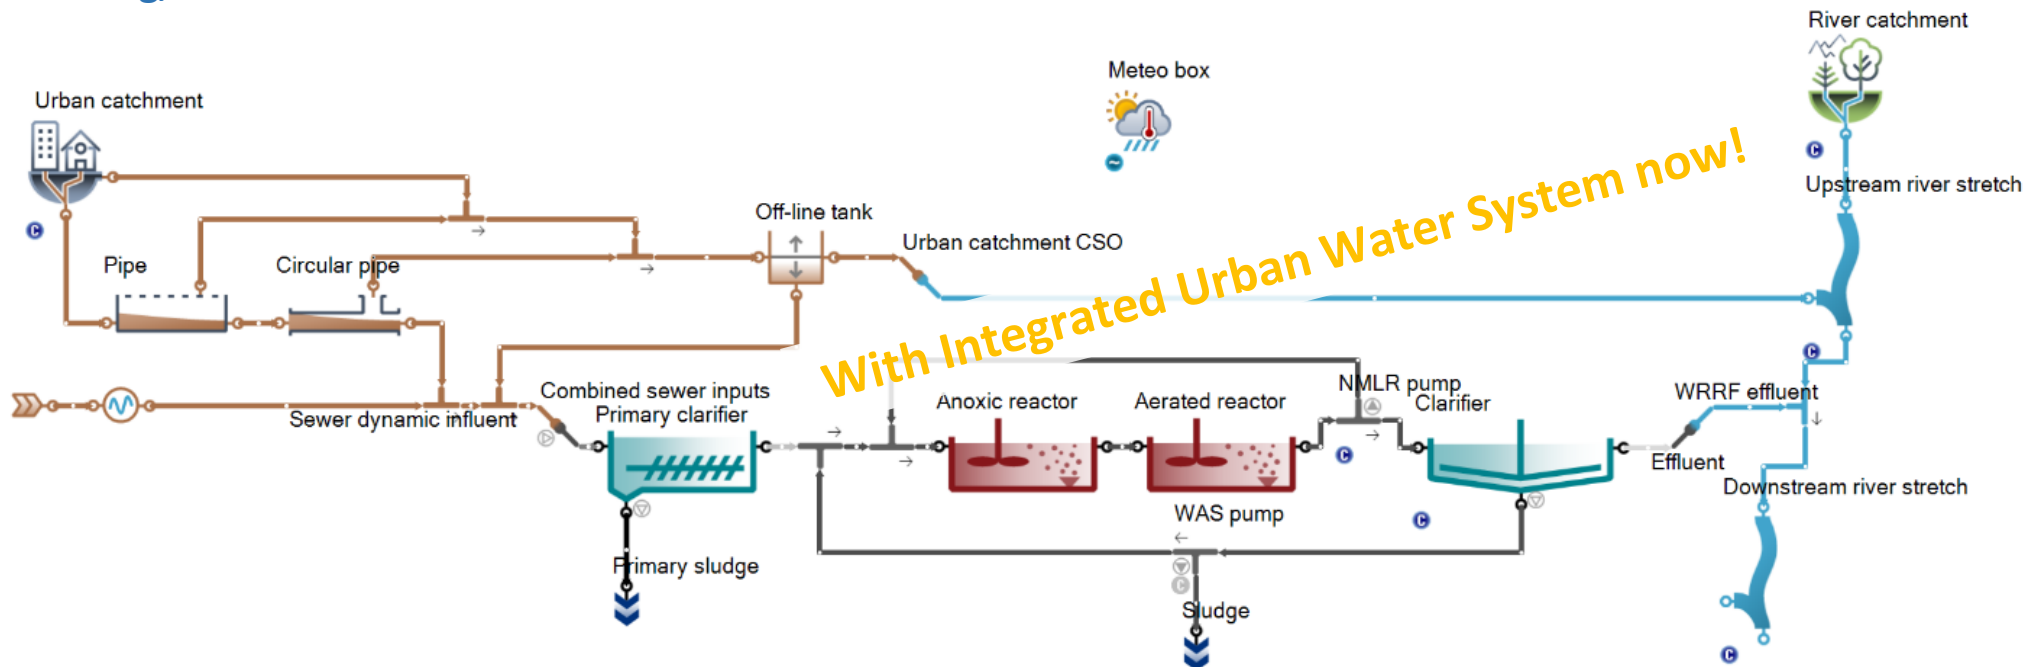 River catchment
Meteo box
Urban catchment
With Integrated Urban Water System now!
Upstream river stretch
Off-line tank
Urban catchment CSO
Pipe
Circular pipe
Combined sewer inputs
NMLR pump
WRRF effluent
Primary clarifier
Anoxic reactor
Aerated reactor
Clarifier
Sewer dynamic influent
Effluent
Downstream river stretch
WAS pump
Primary sludge
Sludge